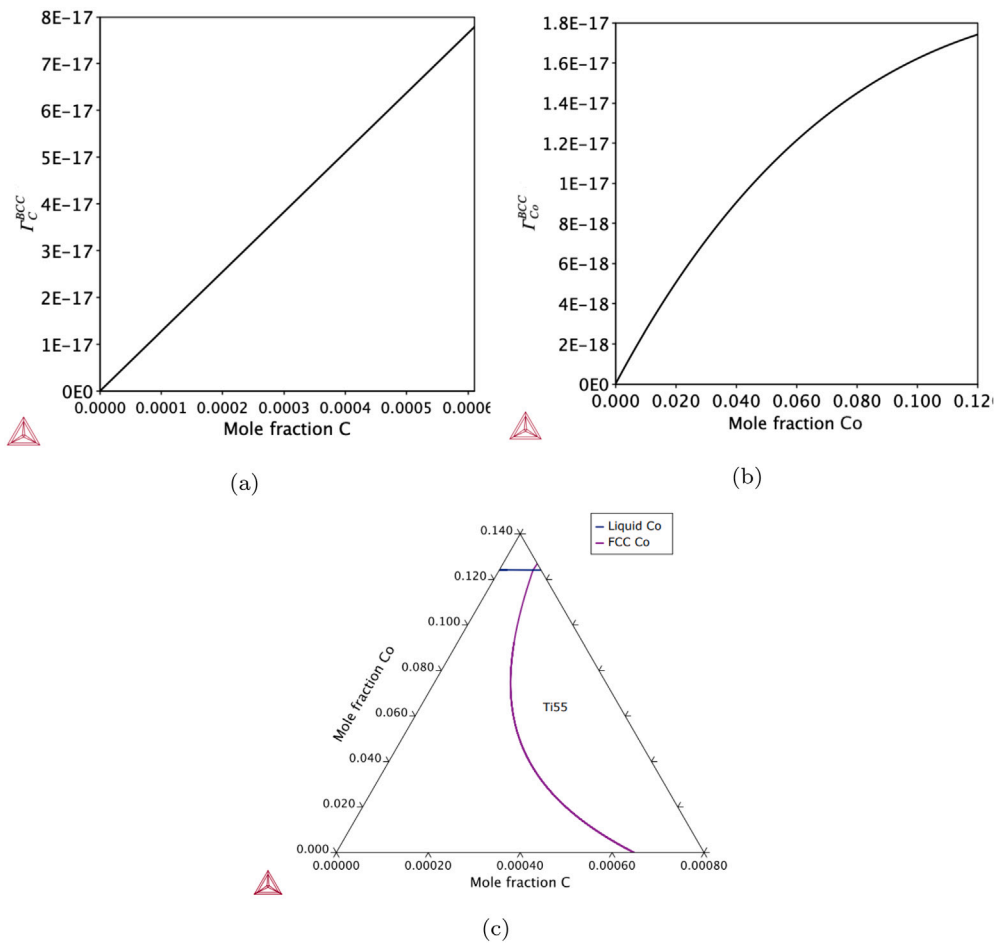 8E−17
7E−17
6E−17
5E−17
4E−17
3E−17
2E−17
1E−17
0E0
Γ_C^{BCC}
0.0000 0.0001 0.0002 0.0003 0.0004 0.0005 0.0006
Mole fraction C
(a)
1.8E−17
1.6E−17
1.4E−17
1.2E−17
1E−17
8E−18
6E−18
4E−18
2E−18
0E0
Γ_{Co}^{BCC}
0.000 0.020 0.040 0.060 0.080 0.100 0.12
Mole fraction Co
(b)
Liquid Co
FCC Co
0.140
0.120
0.100
0.080
0.060
0.040
0.020
0.000
Mole fraction Co
Ti55
0.00000 0.00020 0.00040 0.00060 0.00080
Mole fraction C
(c)